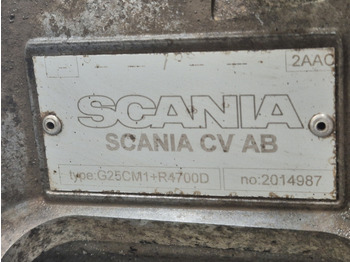 2AAC
SCANIA
SCANIA CV AB
type:G25CM1+R4700D no:2014987